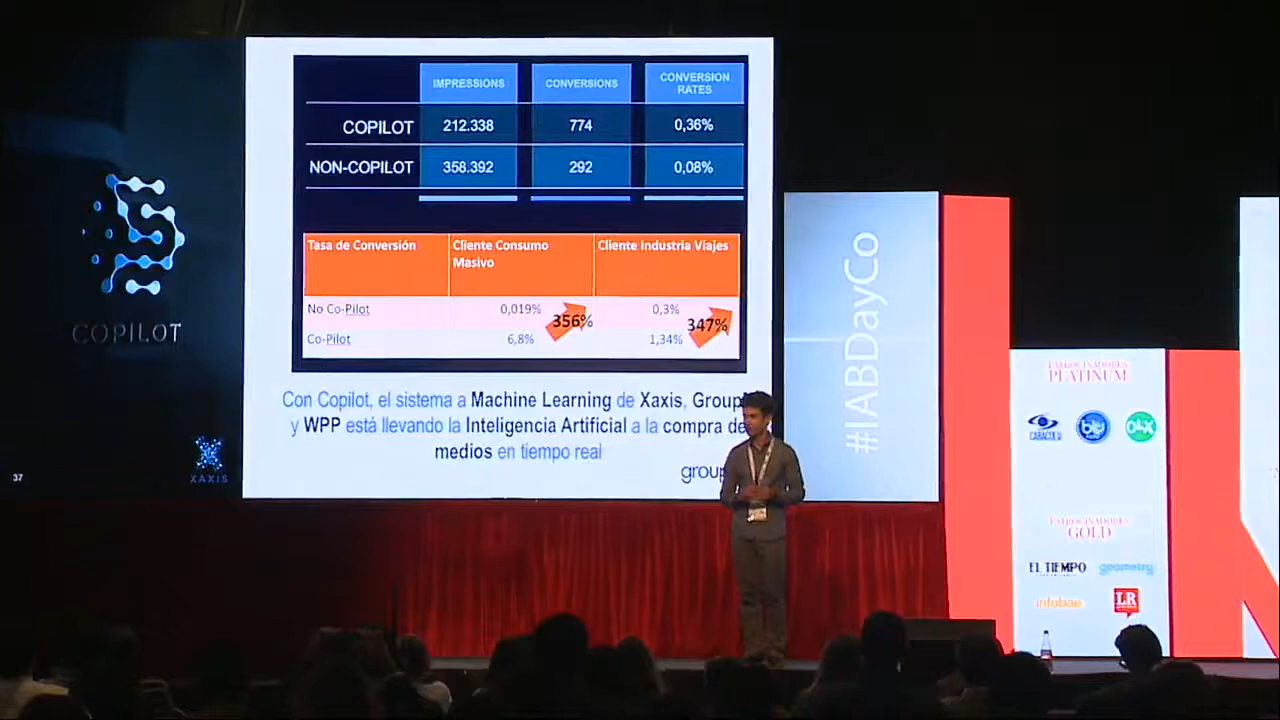 IMPRESSIONS CONVERSIONS CONVERSION RATES
COPILOT 212.338 774 0,36%
NON-COPILOT 358.392 292 0,08%
Tasa de Conversión Cliente Consumo Masivo Cliente Industria Viajes
No Co-Pilot 0,019% 0,3%
356% 347%
Co-Pilot 6,8% 1,34%
Con Copilot, el sistema a Machine Learning de Xaxis, Group
y WPP está llevando la Inteligencia Artificial a la compra de
medios en tiempo real
group
COPILOT
XAXIS
37
#IABDayCo
PATROCINADORES
PLATINUM
CARACOL
blu
OLX
PATROCINADORES
GOLD
EL TIEMPO
geometry
infobae
LR